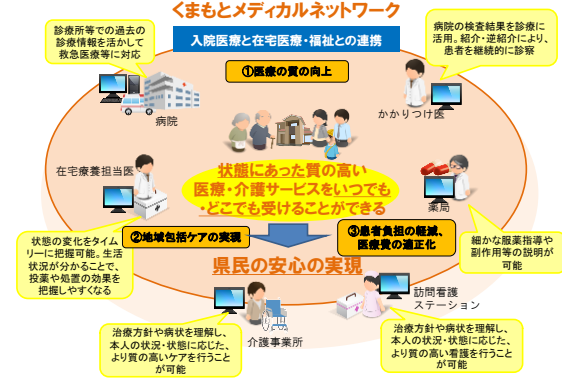 くまもとメディカルネットワーク
入院医療と在宅医療・福祉との連携
診療所等での過去の
診療情報を活かして
救急医療等に対応
病院の検査結果を診療に
活用。紹介・逆紹介により、
患者を継続的に診察
①医療の質の向上
病院
かかりつけ医
在宅療養担当医
状態にあった質の高い
医療・介護サービスをいつでも
・どこでも受けることができる
薬局
状態の変化をタイム
リーに把握可能。生活
状況が分かることで、
投薬や処置の効果を
把握しやすくなる
②地域包括ケアの実現
③患者負担の軽減、
医療費の適正化
細かな服薬指導や
副作用等の説明が
可能
県民の安心の実現
介護事業所
訪問看護
ステーション
治療方針や病状を理解し、
本人の状況・状態に応じた、
より質の高いケアを行うこと
が可能
治療方針や病状を理解し、
本人の状況・状態に応じた、
より質の高い看護を行うこと
が可能